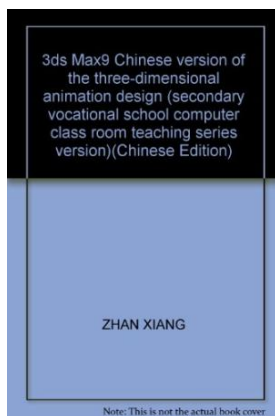 3ds Max9 Chinese version of
the three-dimensional
animation design (secondary
vocational school computer
class room teaching series
version)(Chinese Edition)
ZHAN XIANG
Note: This is not the actual book cover